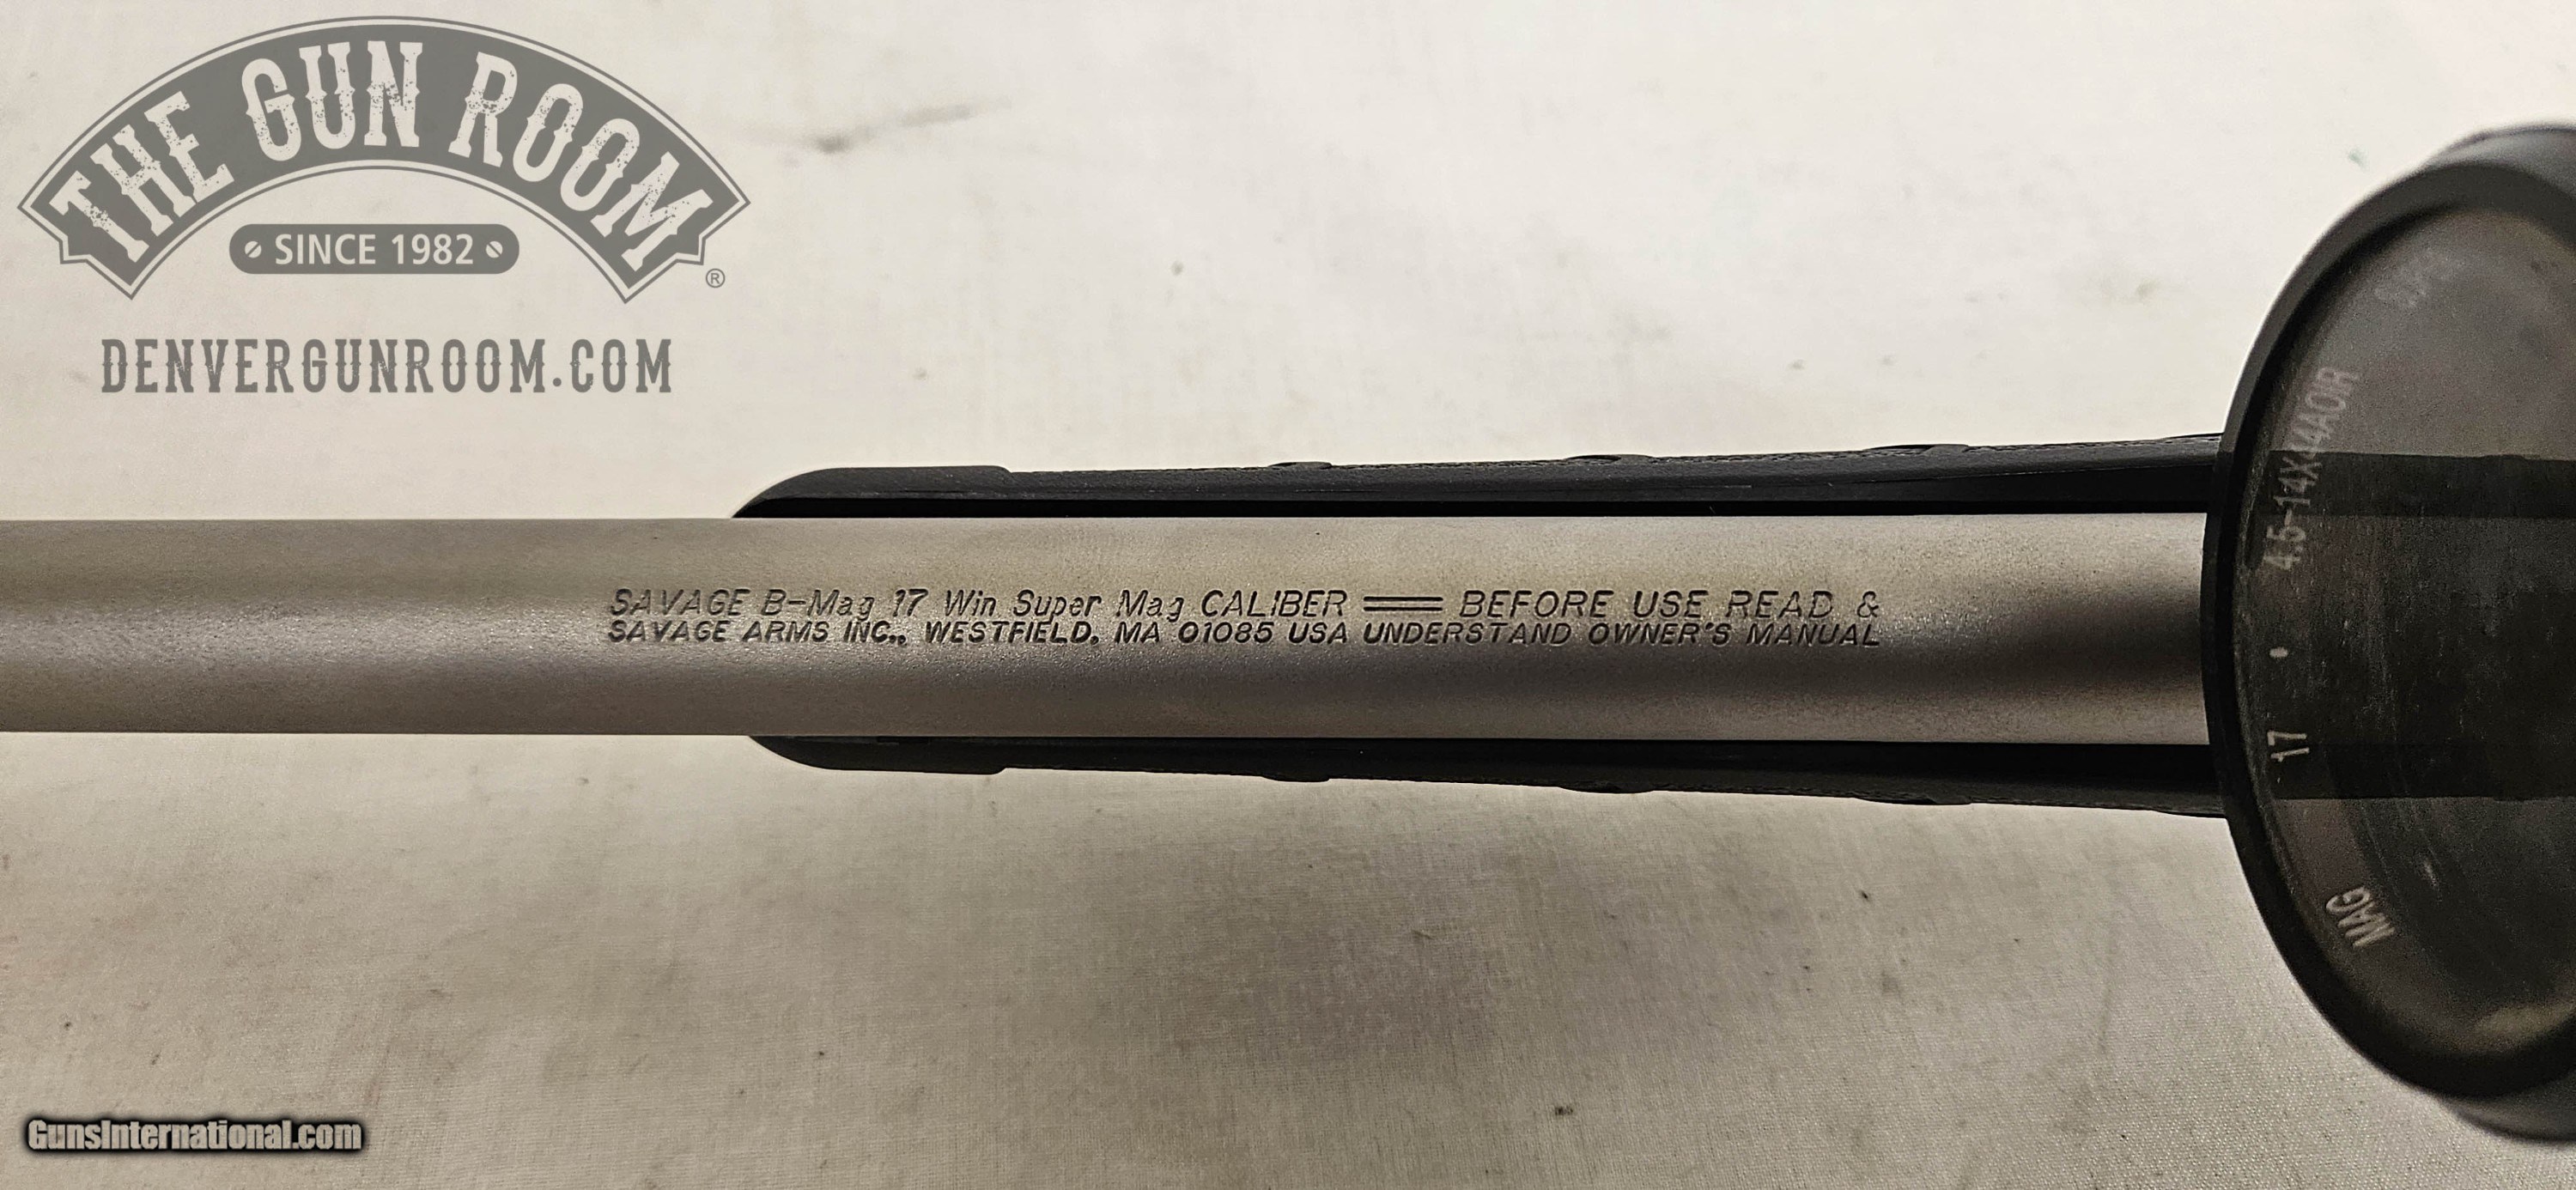 THE GUN ROOM
SINCE 1982
®
DENVERGUNROOM.COM
SAVAGE B-Mag 17 Win Super Mag CALIBER == BEFORE USE READ &
SAVAGE ARMS INC., WESTFIELD, MA 01085 USA UNDERSTAND OWNER'S MANUAL
4.5-14X44AOIR
• 17
MAG
GunsInternational.com